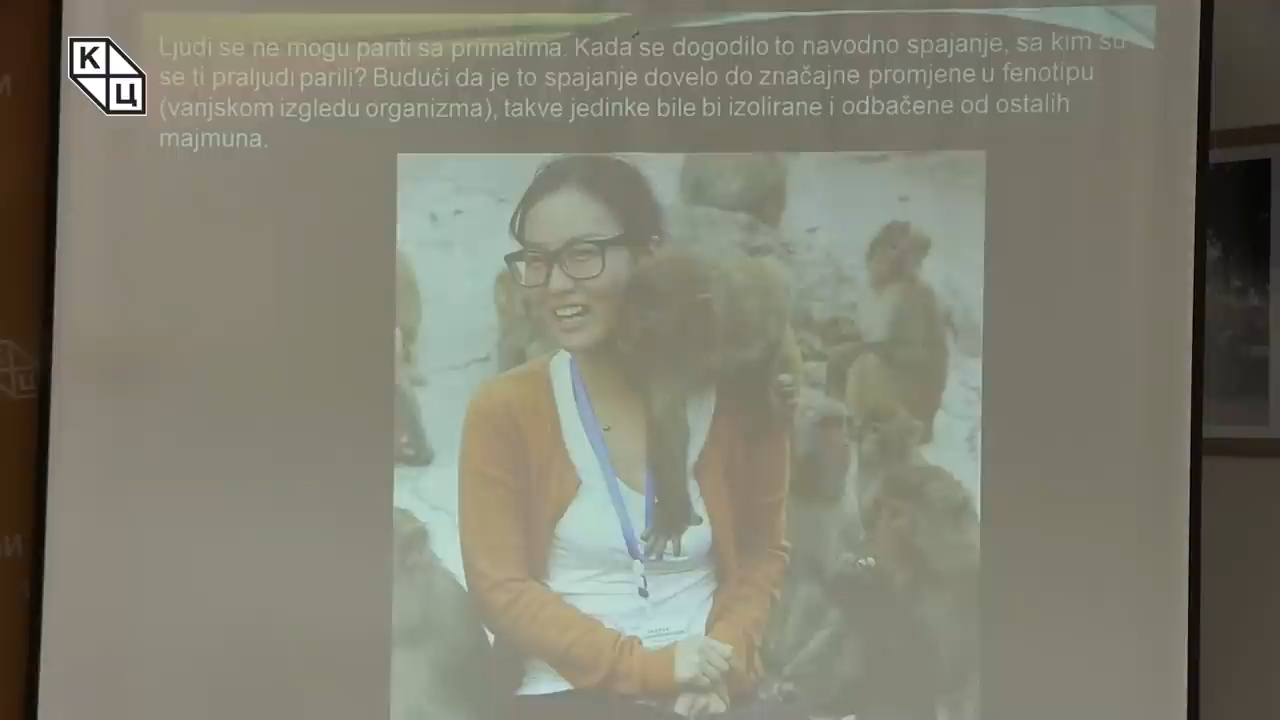 К
Ц
Ljudi se ne mogu pariti sa primatima. Kada se dogodilo to navodno spajanje, sa kim su
se ti praljudi parili? Budući da je to spajanje dovelo do značajne promjene u fenotipu
(vanjskom izgledu organizma), takve jedinke bile bi izolirane i odbačene od ostalih
majmuna.